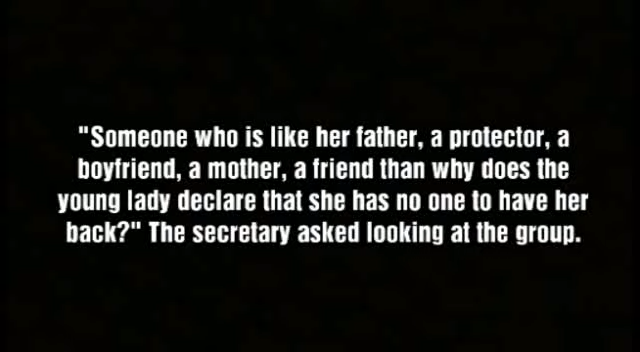 "Someone who is like her father, a protector, a
boyfriend, a mother, a friend than why does the
young lady declare that she has no one to have her
back?" The secretary asked looking at the group.